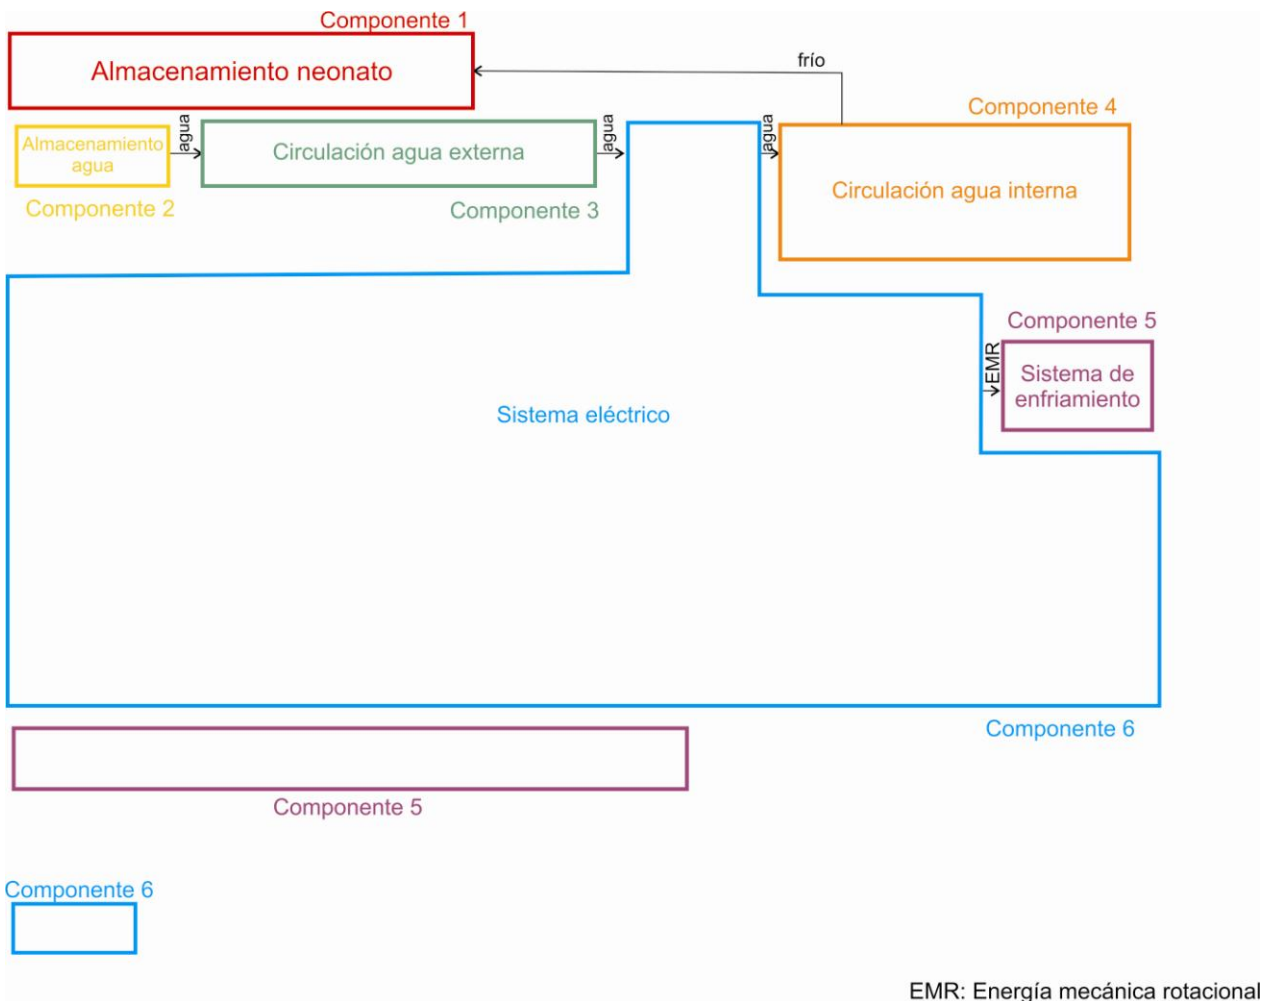 Componente 1
Almacenamiento neonato
frío
Componente 4
Almacenamiento
agua
agua
Circulación agua externa
agua
agua
Circulación agua interna
Componente 2
Componente 3
Componente 5
EMR
Sistema de
enfriamiento
Sistema eléctrico
Componente 6
Componente 5
Componente 6
EMR: Energía mecánica rotacional